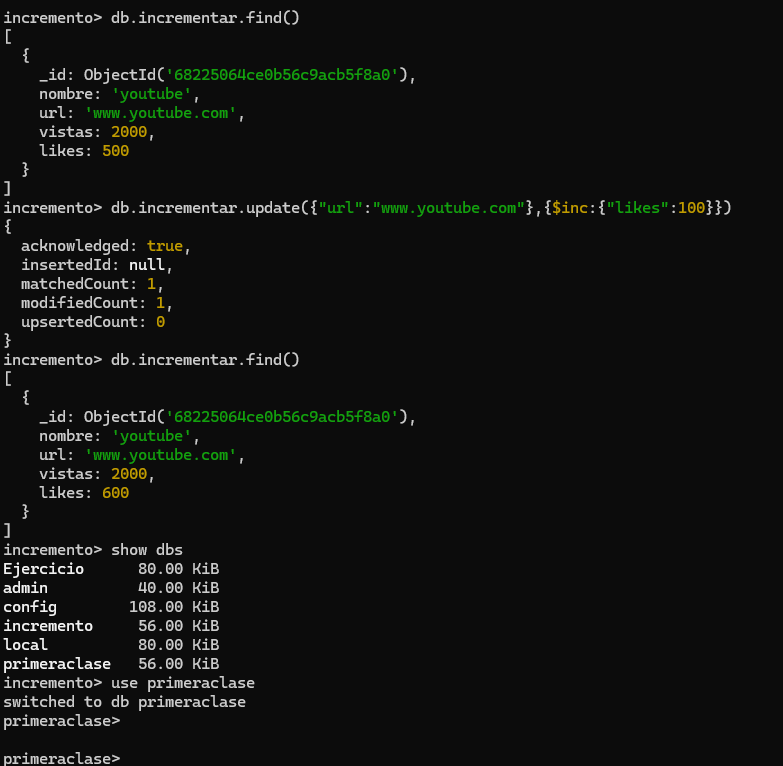 incremento> db.incrementar.find()
[
  {
    _id: ObjectId('68225064ce0b56c9acb5f8a0'),
    nombre: 'youtube',
    url: 'www.youtube.com',
    vistas: 2000,
    likes: 500
  }
]
incremento> db.incrementar.update({"url":"www.youtube.com"},{$inc:{"likes":100}})
{
  acknowledged: true,
  insertedId: null,
  matchedCount: 1,
  modifiedCount: 1,
  upsertedCount: 0
}
incremento> db.incrementar.find()
[
  {
    _id: ObjectId('68225064ce0b56c9acb5f8a0'),
    nombre: 'youtube',
    url: 'www.youtube.com',
    vistas: 2000,
    likes: 600
  }
]
incremento> show dbs
Ejercicio      80.00 KiB
admin          40.00 KiB
config        108.00 KiB
incremento     56.00 KiB
local          80.00 KiB
primeraclase   56.00 KiB
incremento> use primeraclase
switched to db primeraclase
primeraclase>
primeraclase>